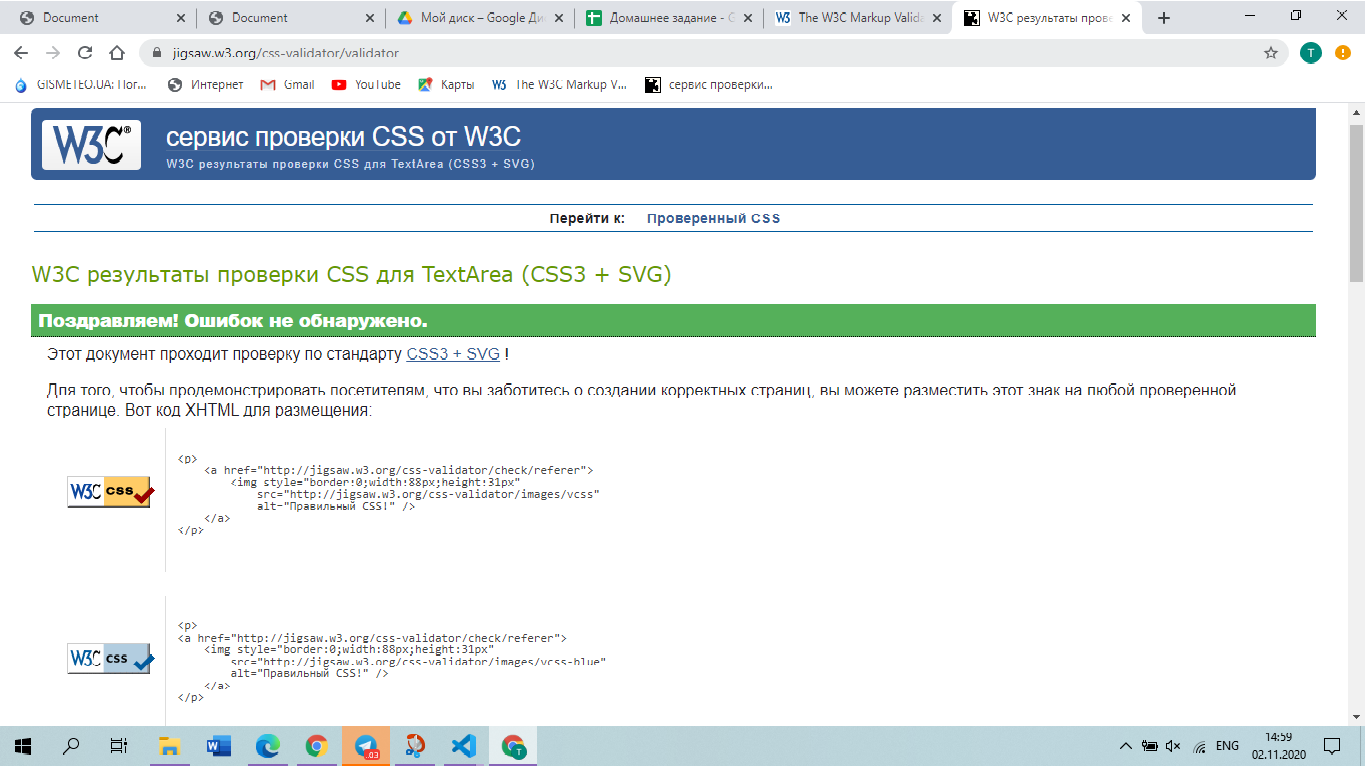 Document
Document
Мой диск – Google Ди
Домашнее задание - G
The W3C Markup Valida
W3C результаты прове
jigsaw.w3.org/css-validator/validator
T
GISMETEO.UA: Пог...
Интернет
Gmail
YouTube
Карты
W3 The W3C Markup V...
сервис проверки...
W3C®
сервис проверки CSS от W3C
W3C результаты проверки CSS для TextArea (CSS3 + SVG)
Перейти к: Проверенный CSS
W3C результаты проверки CSS для TextArea (CSS3 + SVG)
Поздравляем! Ошибок не обнаружено.
Этот документ проходит проверку по стандарту CSS3 + SVG !
Для того, чтобы продемонстрировать посетителям, что вы заботитесь о создании корректных страниц, вы можете разместить этот знак на любой проверенной
странице. Вот код XHTML для размещения:
W3C css
<p>
<a href="http://jigsaw.w3.org/css-validator/check/referer">
<img style="border:0;width:88px;height:31px"
src="http://jigsaw.w3.org/css-validator/images/vcss"
alt="Правильный CSS!" />
</a>
</p>
W3C css
<p>
<a href="http://jigsaw.w3.org/css-validator/check/referer">
<img style="border:0;width:88px;height:31px"
src="http://jigsaw.w3.org/css-validator/images/vcss-blue"
alt="Правильный CSS!" />
</a>
</p>
ENG
14:59
02.11.2020